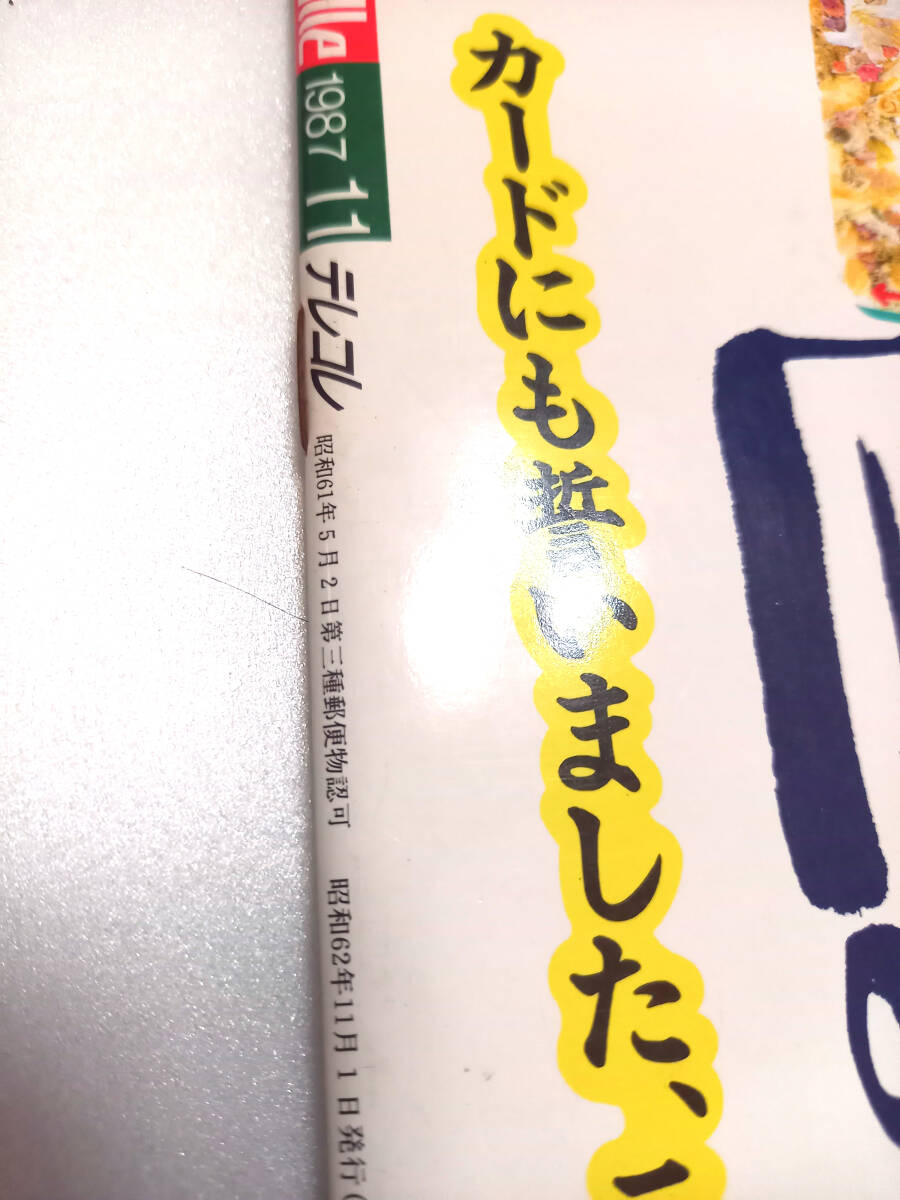 1987 11
テレコレ
昭和61年5月2日第三種郵便物認可 昭和62年11月1日発行(
カードにも誓いました、